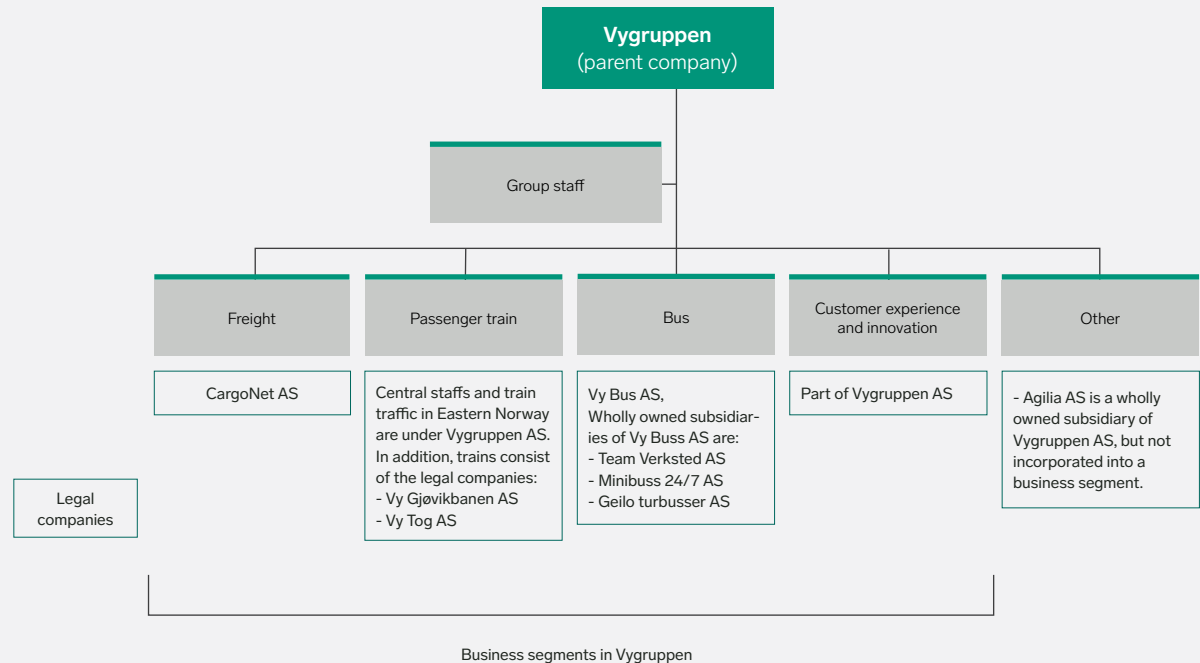 Vygruppen
(parent company)
Group staff
Freight
Passenger train
Bus
Customer experience
and innovation
Other
CargoNet AS
Central staffs and train
traffic in Eastern Norway
are under Vygruppen AS.
In addition, trains consist
of the legal companies:
- Vy Gjøvikbanen AS
- Vy Tog AS
Vy Bus AS,
Wholly owned subsidiar-
ies of Vy Buss AS are:
- Team Verksted AS
- Minibuss 24/7 AS
- Geilo turbusser AS
Part of Vygruppen AS
- Agilia AS is a wholly
owned subsidiary of
Vygruppen AS, but not
incorporated into a
business segment.
Legal
companies
Business segments in Vygruppen